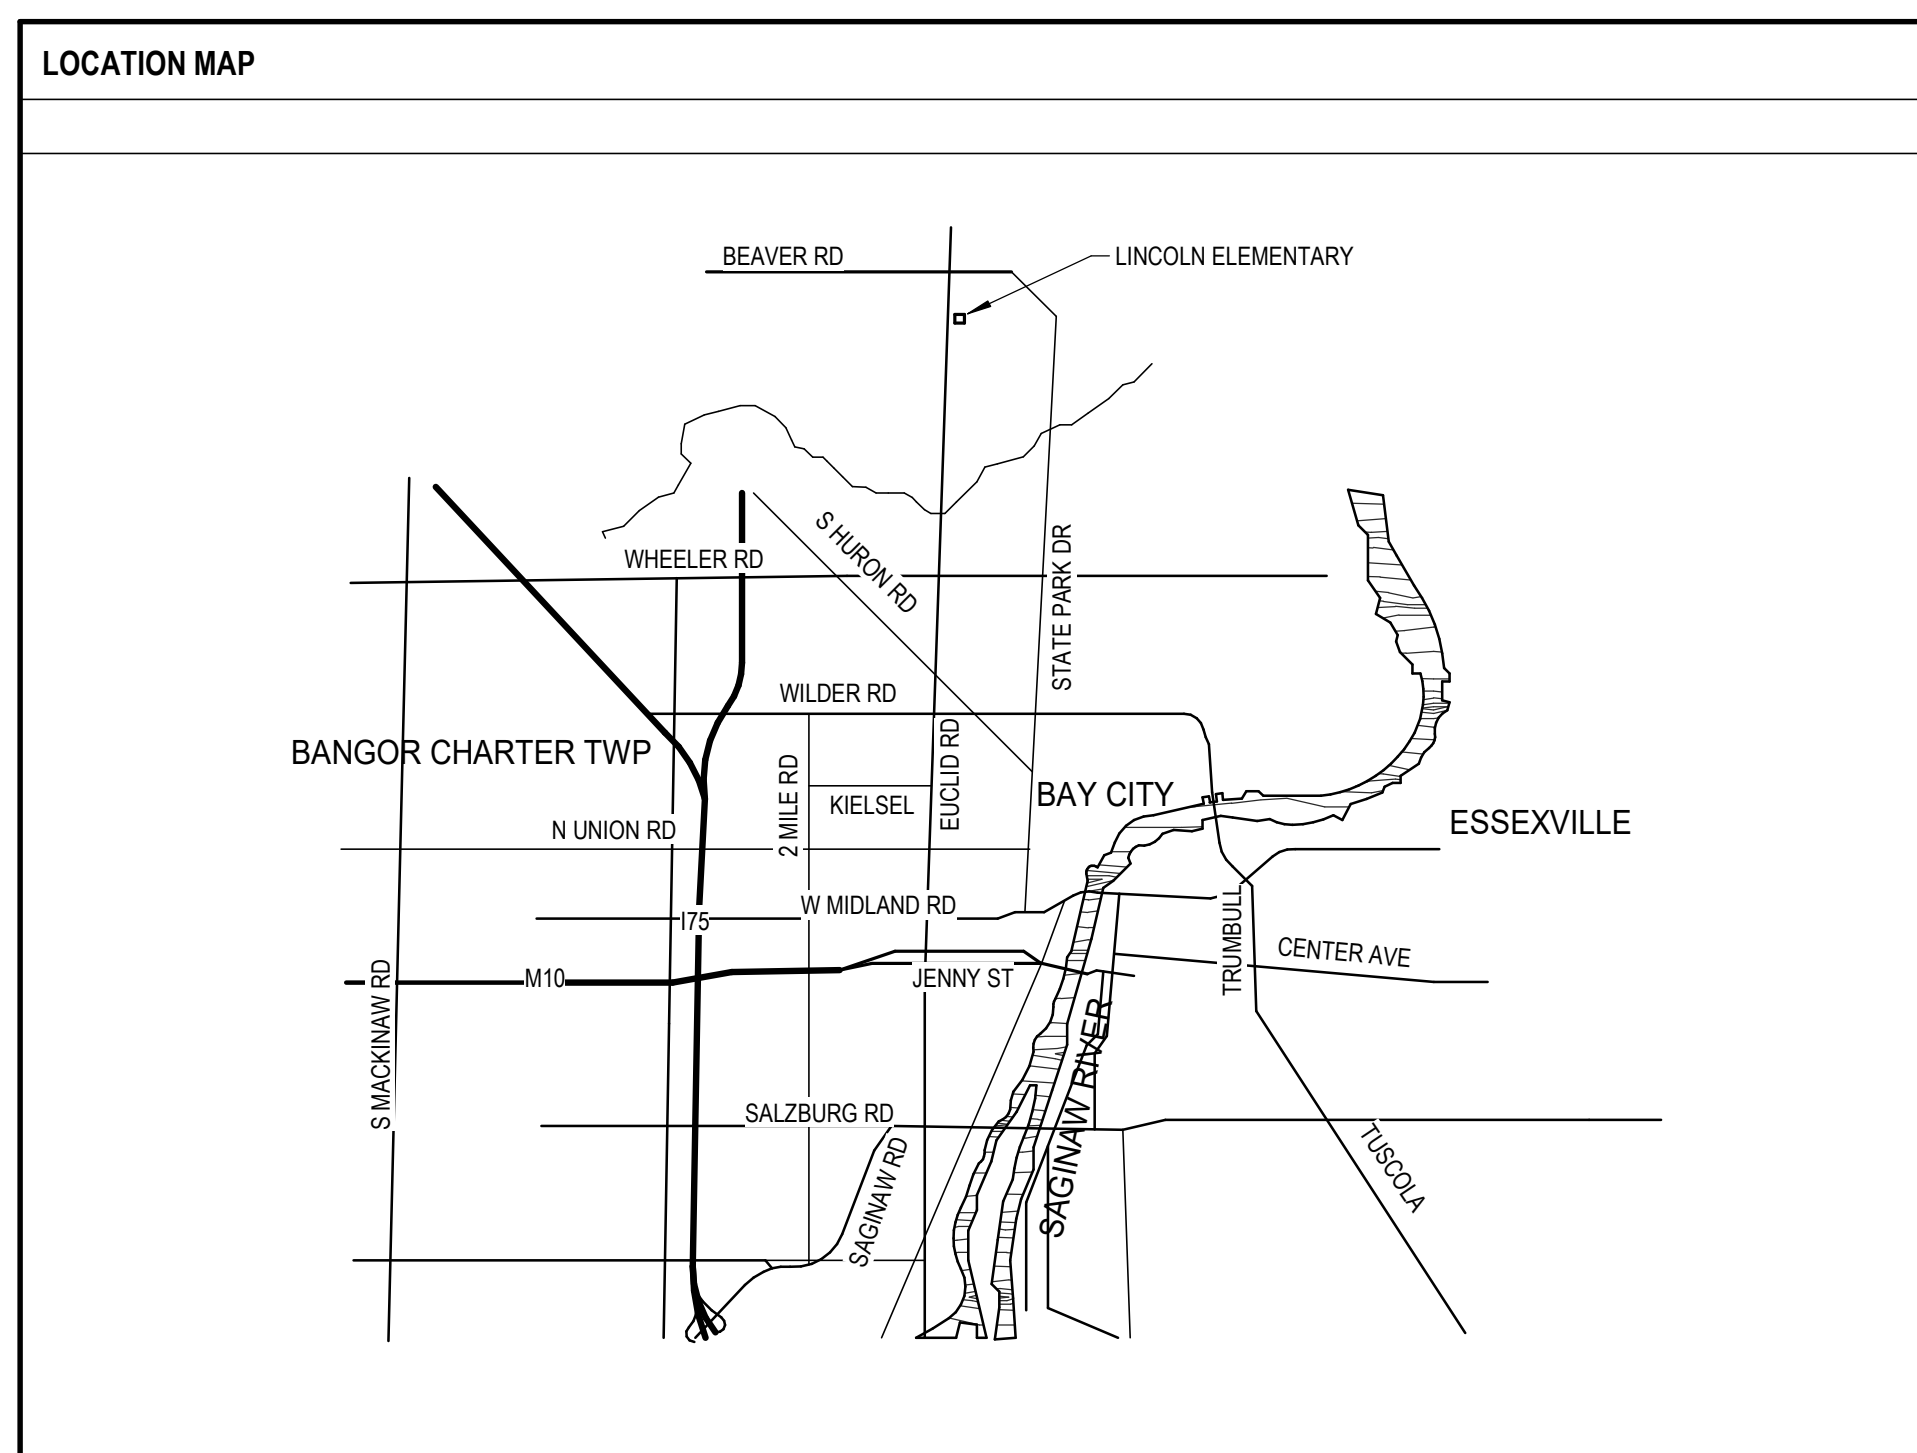 LOCATION MAP
BEAVER RD
LINCOLN ELEMENTARY
S HURON RD
WHEELER RD
STATE PARK DR
WILDER RD
BANGOR CHARTER TWP
EUCLID RD
2 MILE RD
BAY CITY
KIELSEL
ESSEXVILLE
N UNION RD
W MIDLAND RD
I75
TRUMBULL
CENTER AVE
S MACKINAW RD
M10
JENNY ST
SAGINAW RIVER
SALZBURG RD
SAGINAW RD
TUSCOLA